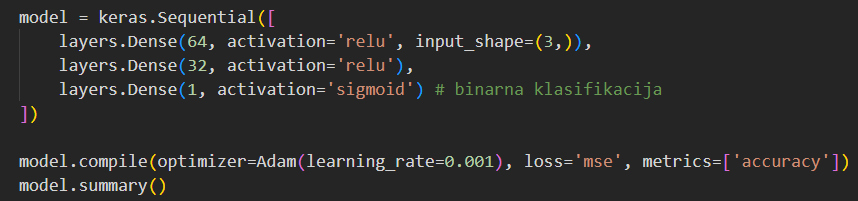 model = keras.Sequential([
    layers.Dense(64, activation='relu', input_shape=(3,)),
    layers.Dense(32, activation='relu'),
    layers.Dense(1, activation='sigmoid') # binarna klasifikacija
])
model.compile(optimizer=Adam(learning_rate=0.001), loss='mse', metrics=['accuracy'])
model.summary()